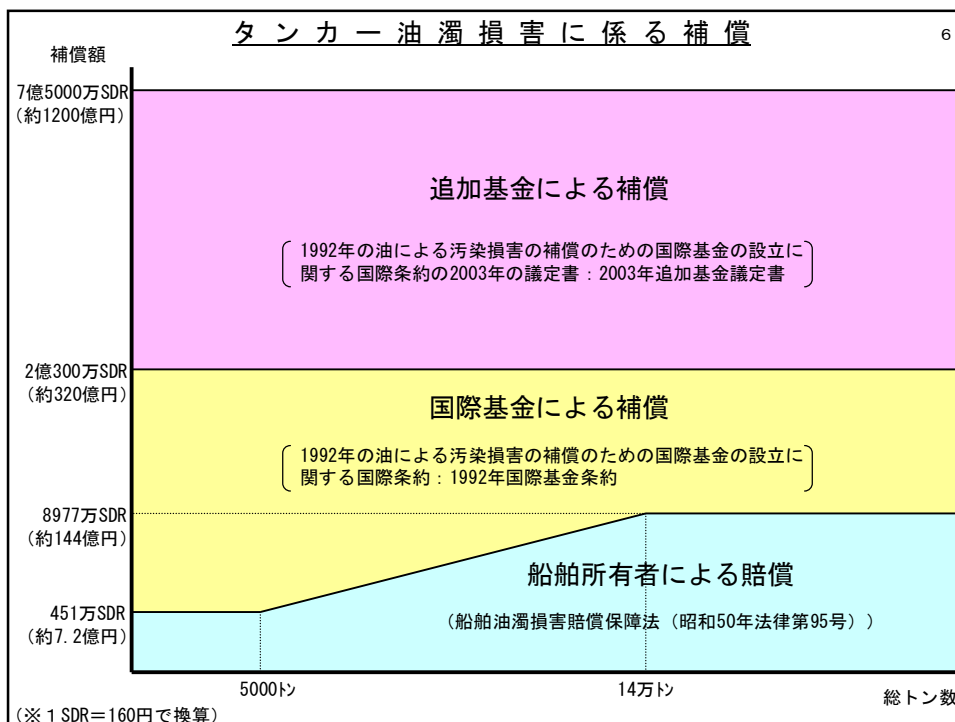 タンカー油濁損害に係る補償
6
補償額
7億5000万SDR
(約1200億円)
追加基金による補償
1992年の油による汚染損害の補償のための国際基金の設立に
関する国際条約の2003年の議定書：2003年追加基金議定書
2億300万SDR
(約320億円)
国際基金による補償
1992年の油による汚染損害の補償のための国際基金の設立に
関する国際条約：1992年国際基金条約
8977万SDR
(約144億円)
船舶所有者による賠償
(船舶油濁損害賠償保障法（昭和50年法律第95号）)
451万SDR
(約7.2億円)
5000㌧
14万㌧
総トン数
(※１SDR＝160円で換算)